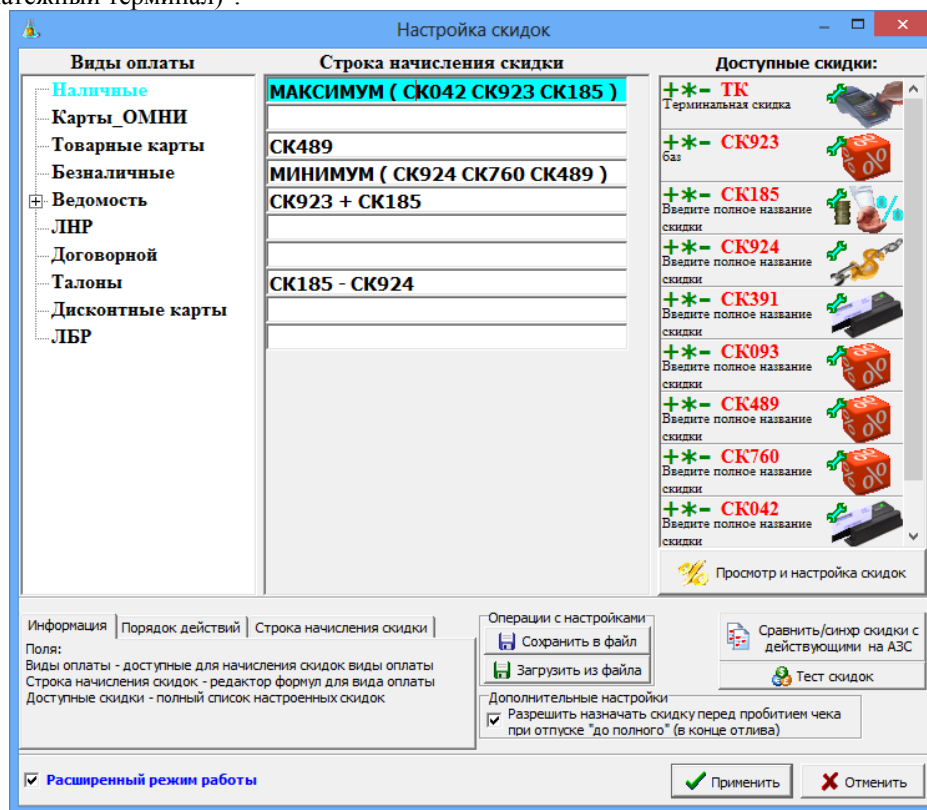 латежный терминал)".
Настройка скидок
Виды оплаты
Наличные
Карты_ОМНИ
Товарные карты
Безналичные
Ведомость
ЛНР
Договорной
Талоны
Дисконтные карты
ЛБР
Строка начисления скидки
МАКСИМУМ ( СК042 СК923 СК185 )
СК489
МИНИМУМ ( СК924 СК760 СК489 )
СК923 + СК185
СК185 - СК924
Доступные скидки:
+*- ТК
Терминальная скидка
+*- СК923
баз
+*- СК185
Введите полное название
скидки
+*- СК924
Введите полное название
скидки
+*- СК391
Введите полное название
скидки
+*- СК093
Введите полное название
скидки
+*- СК489
Введите полное название
скидки
+*- СК760
Введите полное название
скидки
+*- СК042
Введите полное название
скидки
Просмотр и настройка скидок
Информация
Порядок действий
Строка начисления скидки
Поля:
Виды оплаты - доступные для начисления скидок виды оплаты
Строка начисления скидок - редактор формул для вида оплаты
Доступные скидки - полный список настроенных скидок
Операции с настройками
Сохранить в файл
Загрузить из файла
Сравнить/синхр скидки с
действующими на АЗС
Тест скидок
Дополнительные настройки
Разрешить назначать скидку перед пробитием чека
при отпуске "до полного" (в конце отлива)
Расширенный режим работы
Применить
Отменить